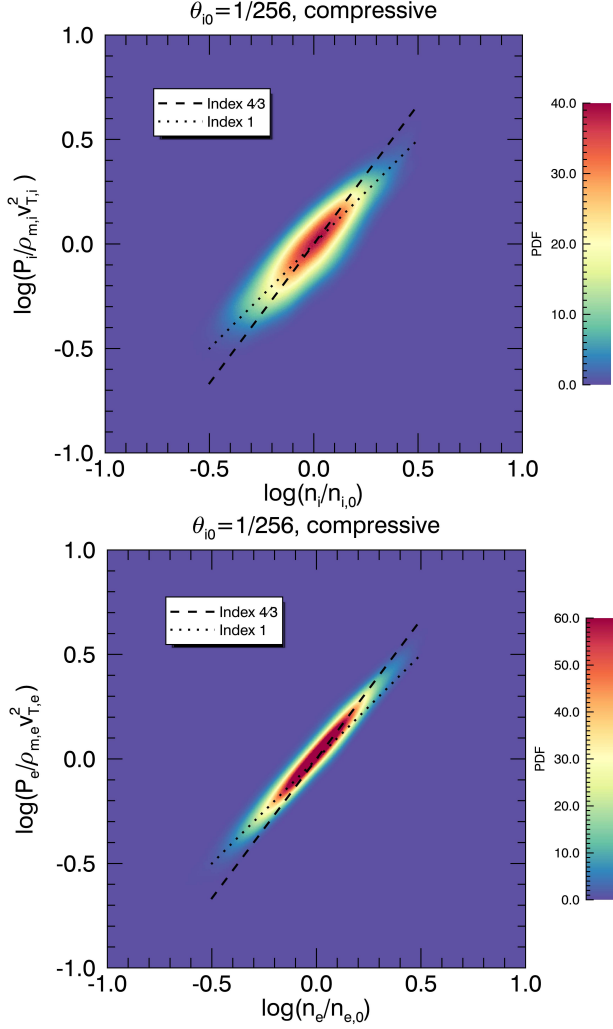 θi0=1/256, compressive
1.0
0.5
0.0
-0.5
-1.0
-1.0 -0.5 0.0 0.5 1.0
log(ni/ni,0)
log(Pi/ρm,iv²T,i)
Index 4/3
Index 1
40.0
30.0
20.0
10.0
0.0
PDF
θi0=1/256, compressive
1.0
0.5
0.0
-0.5
-1.0
-1.0 -0.5 0.0 0.5 1.0
log(ne/ne,0)
log(Pe/ρm,ev²T,e)
Index 4/3
Index 1
60.0
50.0
40.0
30.0
20.0
10.0
0.0
PDF